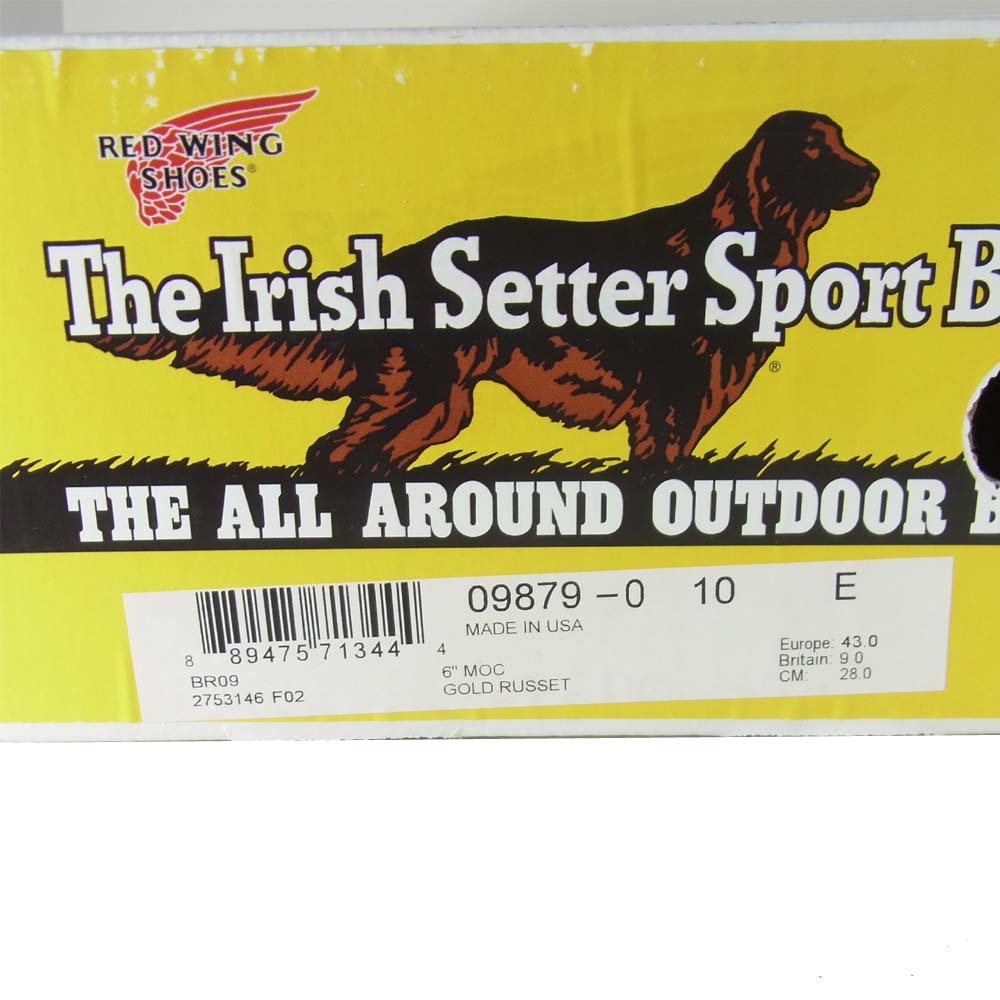 RED WING
SHOES®
The Irish Setter Sport B
®
THE ALL AROUND OUTDOOR B
09879-0 10 E
MADE IN USA
8 89475 71344 4
BR09
2753146 F02
6" MOC
GOLD RUSSET
Europe: 43.0
Britain: 9.0
CM: 28.0